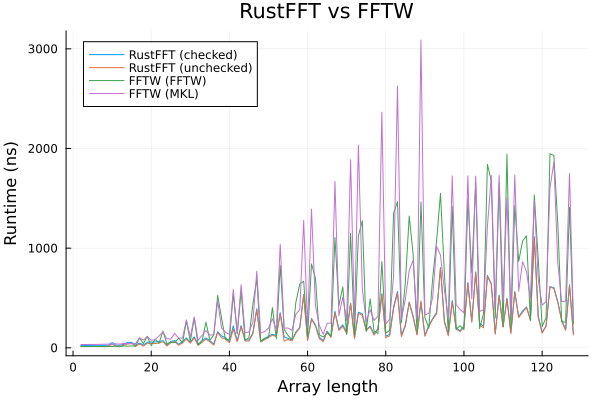 RustFFT vs FFTW
RustFFT (checked)
RustFFT (unchecked)
FFTW (FFTW)
FFTW (MKL)
3000
2000
1000
0
Runtime (ns)
0 20 40 60 80 100 120
Array length